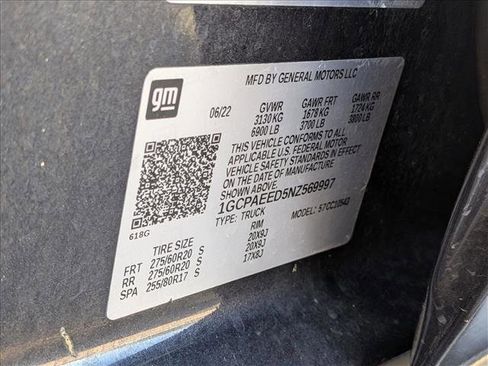 gm
MFD BY GENERAL MOTORS LLC
06/22 GVWR GAWR FRT GAWR RR
3130 KG 1678 KG 1724 KG
6900 LB 3700 LB 3800 LB
THIS VEHICLE CONFORMS TO ALL
APPLICABLE U.S. FEDERAL MOTOR
VEHICLE SAFETY STANDARDS IN
EFFECT ON THE DATE OF MANUFACTURE
SHOWN ABOVE.
1GCPAEED5NZ569997
TYPE: TRUCK MODEL: 57CC10543
618G
TIRE SIZE RIM
FRT 275/60R20 S 20X9J
RR 275/60R20 S 20X9J
SPA 255/80R17 S 17X8J